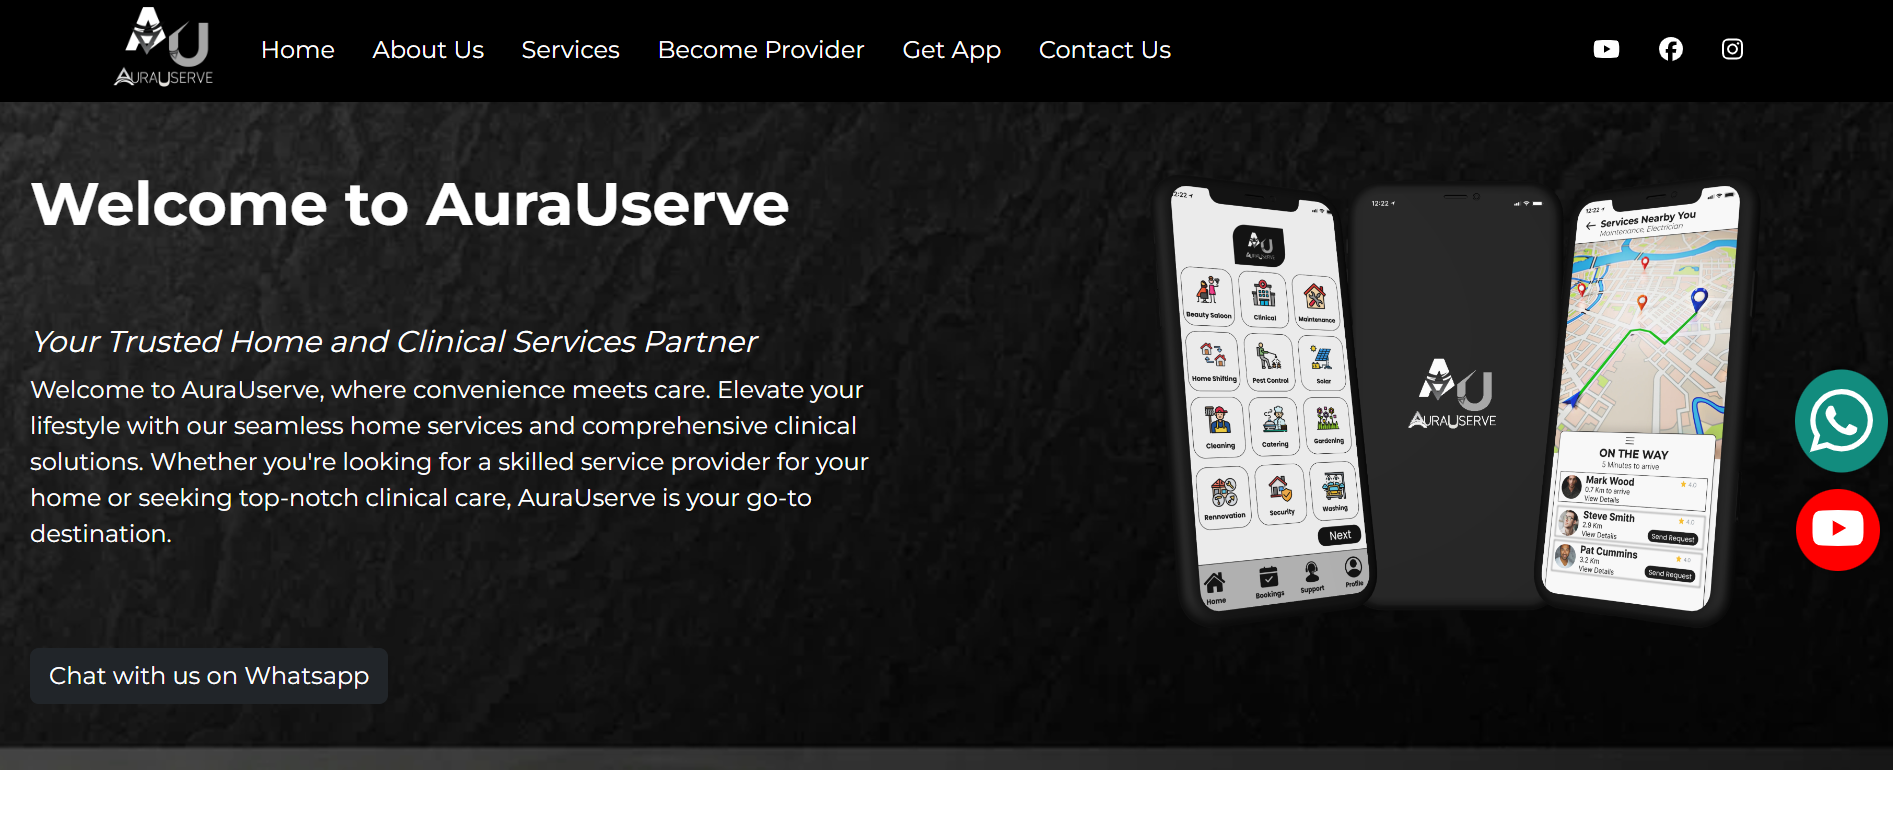 AURAUSERVE
Home
About Us
Services
Become Provider
Get App
Contact Us
Welcome to AuraUserve
Your Trusted Home and Clinical Services Partner
Welcome to AuraUserve, where convenience meets care. Elevate your
lifestyle with our seamless home services and comprehensive clinical
solutions. Whether you're looking for a skilled service provider for your
home or seeking top-notch clinical care, AuraUserve is your go-to
destination.
Chat with us on Whatsapp
12:22
AURAUSERVE
Beauty Saloon
Clinical
Maintenance
Home Shifting
Pest Control
Solar
Cleaning
Catering
Gardening
Rennovation
Security
Washing
Next
Home
Bookings
Support
Profile
12:22
AURAUSERVE
12:22
Services Nearby You
Maintenance, Electrician
ON THE WAY
5 Minutes to arrive
Mark Wood
4.0
0.7 Km to arrive
View Details
Steve Smith
4.0
2.9 Km
View Details
Send Request
Pat Cummins
4.0
3.2 Km
View Details
Send Request